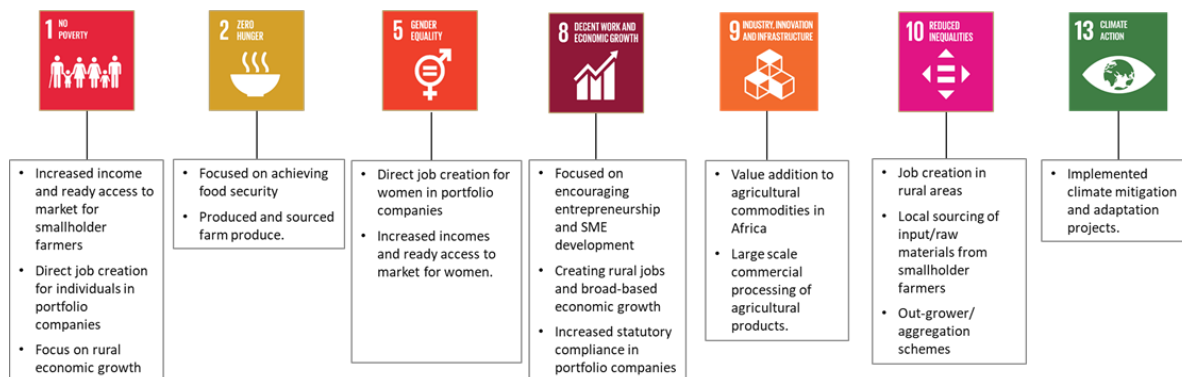 1 NO
POVERTY
2 ZERO
HUNGER
5 GENDER
EQUALITY
8 DECENT WORK AND
ECONOMIC GROWTH
9 INDUSTRY, INNOVATION
AND INFRASTRUCTURE
10 REDUCED
INEQUALITIES
13 CLIMATE
ACTION
• Increased income
and ready access to
market for
smallholder
farmers
• Direct job creation
for individuals in
portfolio
companies
• Focus on rural
economic growth
• Focused on achieving
food security
• Produced and sourced
farm produce.
• Direct job creation for
women in portfolio
companies
• Increased incomes
and ready access to
market for women.
• Focused on
encouraging
entrepreneurship
and SME
development
• Creating rural jobs
and broad-based
economic growth
• Increased statutory
compliance in
portfolio companies
• Value addition to
agricultural
commodities in
Africa
• Large scale
commercial
processing of
agricultural
products.
• Job creation in
rural areas
• Local sourcing of
input/raw
materials from
smallholder
farmers
• Out-grower/
aggregation
schemes
• Implemented
climate mitigation
and adaptation
projects.